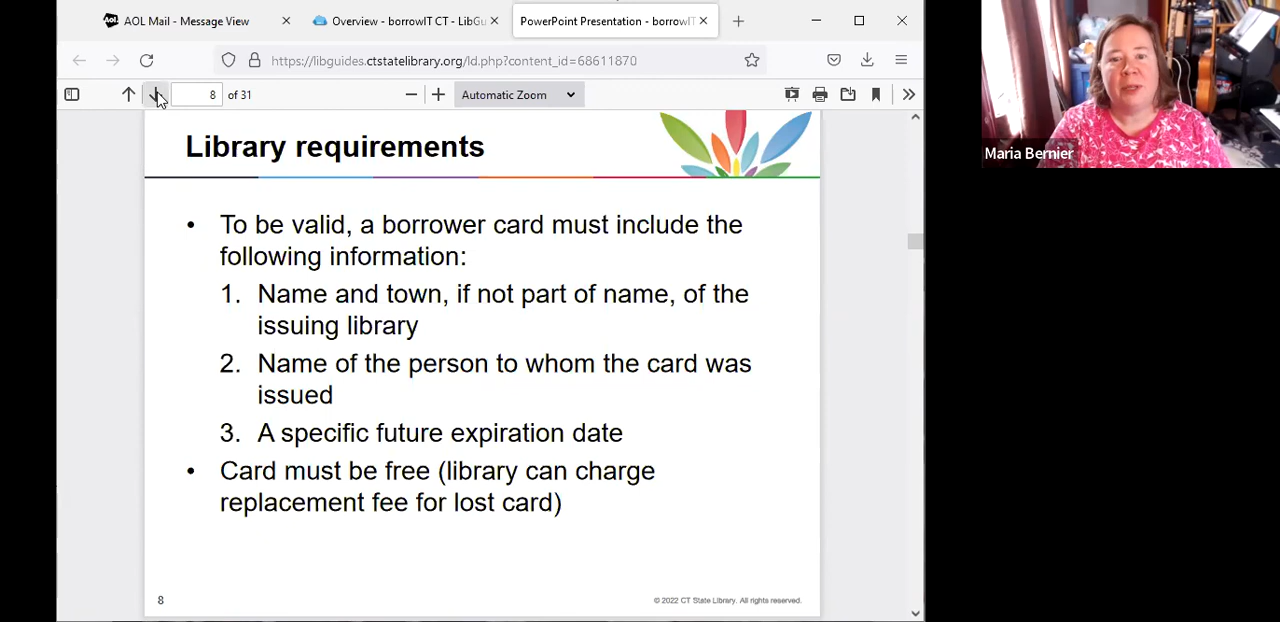 AOL Mail - Message View
Overview - borrowIT CT - LibGu
PowerPoint Presentation - borrowIT
https://libguides.ctstatelibrary.org/ld.php?content_id=68611870
8 of 31
Automatic Zoom
Library requirements
• To be valid, a borrower card must include the
following information:
1. Name and town, if not part of name, of the
issuing library
2. Name of the person to whom the card was
issued
3. A specific future expiration date
• Card must be free (library can charge
replacement fee for lost card)
8
© 2022 CT State Library. All rights reserved.
Maria Bernier